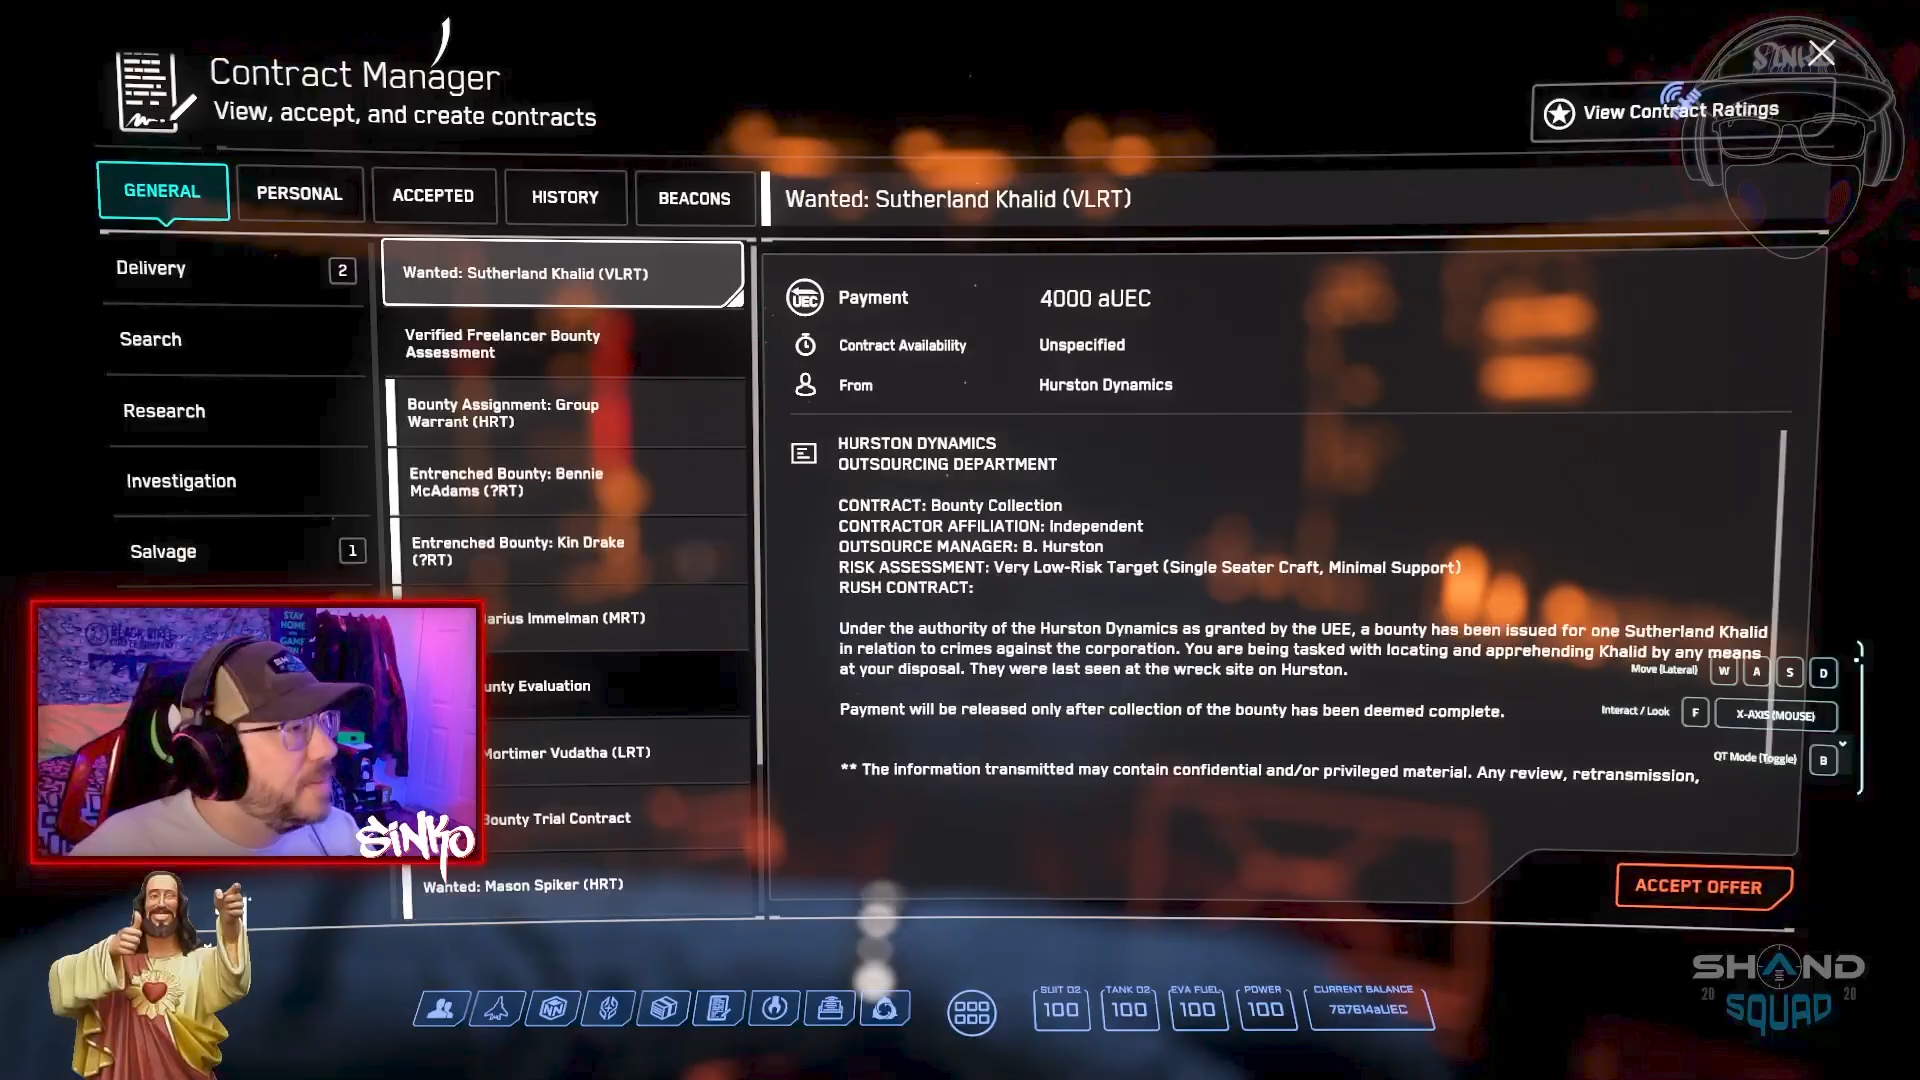 Contract Manager
View, accept, and create contracts
View Contract Ratings
SINKO
GENERAL
PERSONAL
ACCEPTED
HISTORY
BEACONS
Wanted: Sutherland Khalid (VLRT)
Delivery
2
Search
Research
Investigation
Salvage
1
Wanted: Sutherland Khalid (VLRT)
Verified Freelancer Bounty
Assessment
Bounty Assignment: Group
Warrant (HRT)
Entrenched Bounty: Bennie
McAdams (?RT)
Entrenched Bounty: Kin Drake
(?RT)
arius Immelman (MRT)
unty Evaluation
Mortimer Vudatha (LRT)
Bounty Trial Contract
Wanted: Mason Spiker (HRT)
UEC
Payment
4000 aUEC
Contract Availability
Unspecified
From
Hurston Dynamics
HURSTON DYNAMICS
OUTSOURCING DEPARTMENT
CONTRACT: Bounty Collection
CONTRACTOR AFFILIATION: Independent
OUTSOURCE MANAGER: B. Hurston
RISK ASSESSMENT: Very Low-Risk Target (Single Seater Craft, Minimal Support)
RUSH CONTRACT:
Under the authority of the Hurston Dynamics as granted by the UEE, a bounty has been issued for one Sutherland Khalid
in relation to crimes against the corporation. You are being tasked with locating and apprehending Khalid by any means
at your disposal. They were last seen at the wreck site on Hurston.
Payment will be released only after collection of the bounty has been deemed complete.
** The information transmitted may contain confidential and/or privileged material. Any review, retransmission,
Move (Lateral)
W
A
S
D
Interact / Look
F
X-AXIS (MOUSE)
QT Mode (Toggle)
B
ACCEPT OFFER
STAY
HOME
GAME
SINKO
SUIT O2
100
TANK O2
100
EVA FUEL
100
POWER
100
CURRENT BALANCE
767614aUEC
SHAND
20
20
SQUAD